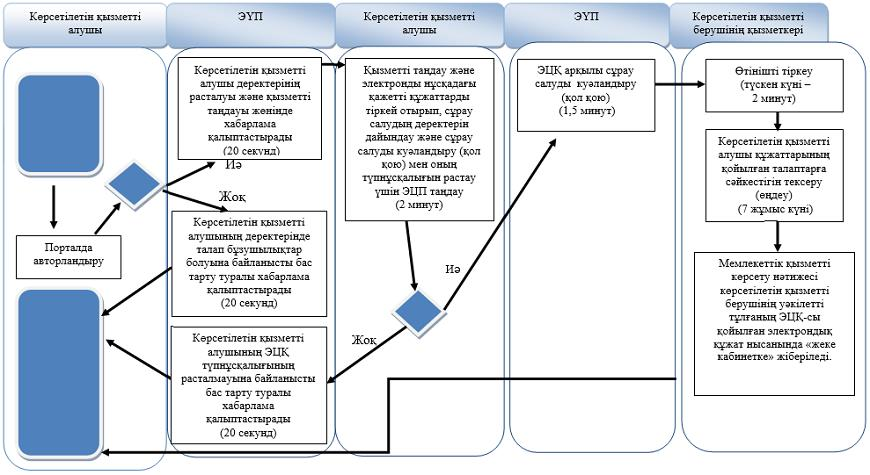 Көрсетілетін қызметті
алушы
ЭҮП
Көрсетілетін қызметті
алушы
ЭҮП
Көрсетілетін қызметті
берушінің қызметкері
Порталда
авторландыру
Көрсетілетін қызметті
алушы деректерінің
расталуы және қызметті
таңдауы жөнінде
хабарлама
қалыптастырады
(20 секунд)
Иә
Жоқ
Көрсетілетін қызметті
алушының деректерінде
талап бұзушылықтар
болуына байланысты бас
тарту туралы хабарлама
қалыптастырады
(20 секунд)
Көрсетілетін қызметті
алушының ЭЦҚ
түпнұсқалығының
расталмауына байланысты
бас тарту туралы
хабарлама
қалыптастырады
(20 секунд)
Қызметті таңдау және
электронды нұсқадағы
қажетті құжаттарды
тіркей отырып, сұрау
салудың деректерін
дайындау және сұрау
салуды куәландыру (қол
қою) мен оның
түпнұсқалығын растау
үшін ЭЦП таңдау
(2 минут)
Иә
Жоқ
ЭЦҚ арқылы сұрау
салуды куәландыру
(қол қою)
(1,5 минут)
Өтінішті тіркеу
(түскен күні –
2 минут)
Көрсетілетін қызметті
алушы құжаттарының
қойылған талаптарға
сәйкестігін тексеру
(өңдеу)
(7 жұмыс күні)
Мемлекеттік қызметті
көрсету нәтижесі
көрсетілетін қызметті
берушінің уәкілетті
тұлғаның ЭЦҚ-сы
қойылған электрондық
құжат нысанында «жеке
кабинетке» жіберіледі.